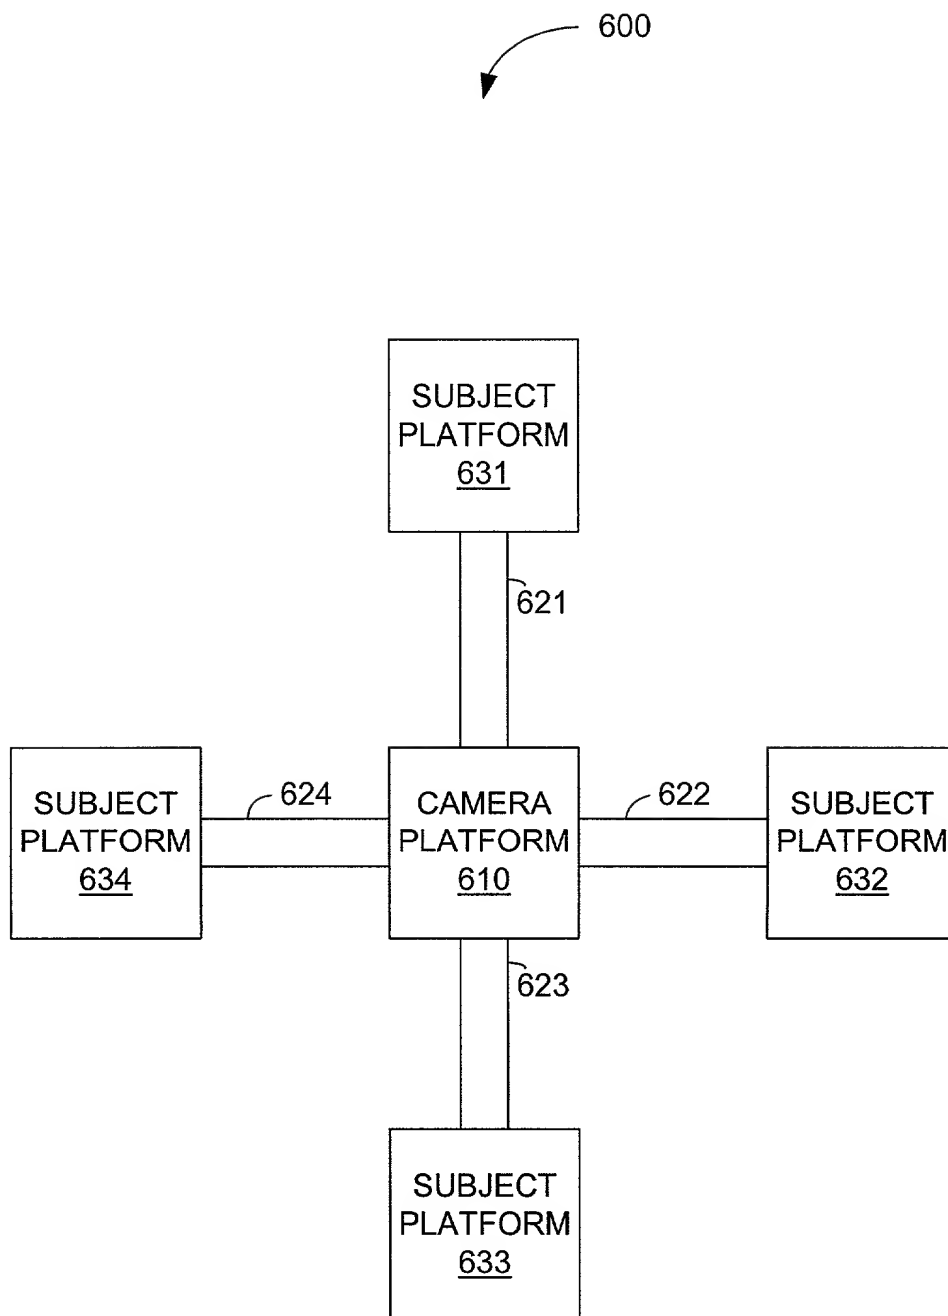 600
SUBJECT
PLATFORM
631
621
SUBJECT
PLATFORM
634
624
CAMERA
PLATFORM
610
622
SUBJECT
PLATFORM
632
623
SUBJECT
PLATFORM
633